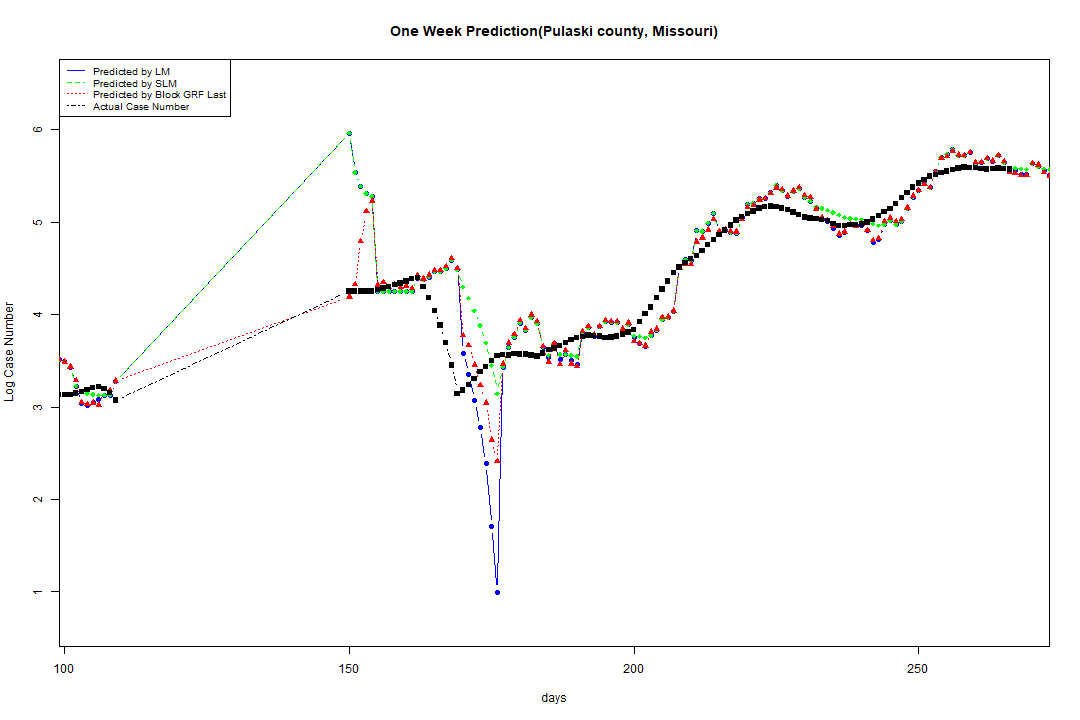 One Week Prediction(Pulaski county, Missouri)
Predicted by LM
Predicted by SLM
Predicted by Block GRF Last
Actual Case Number
6
5
4
3
2
1
Log Case Number
100 150 200 250
days